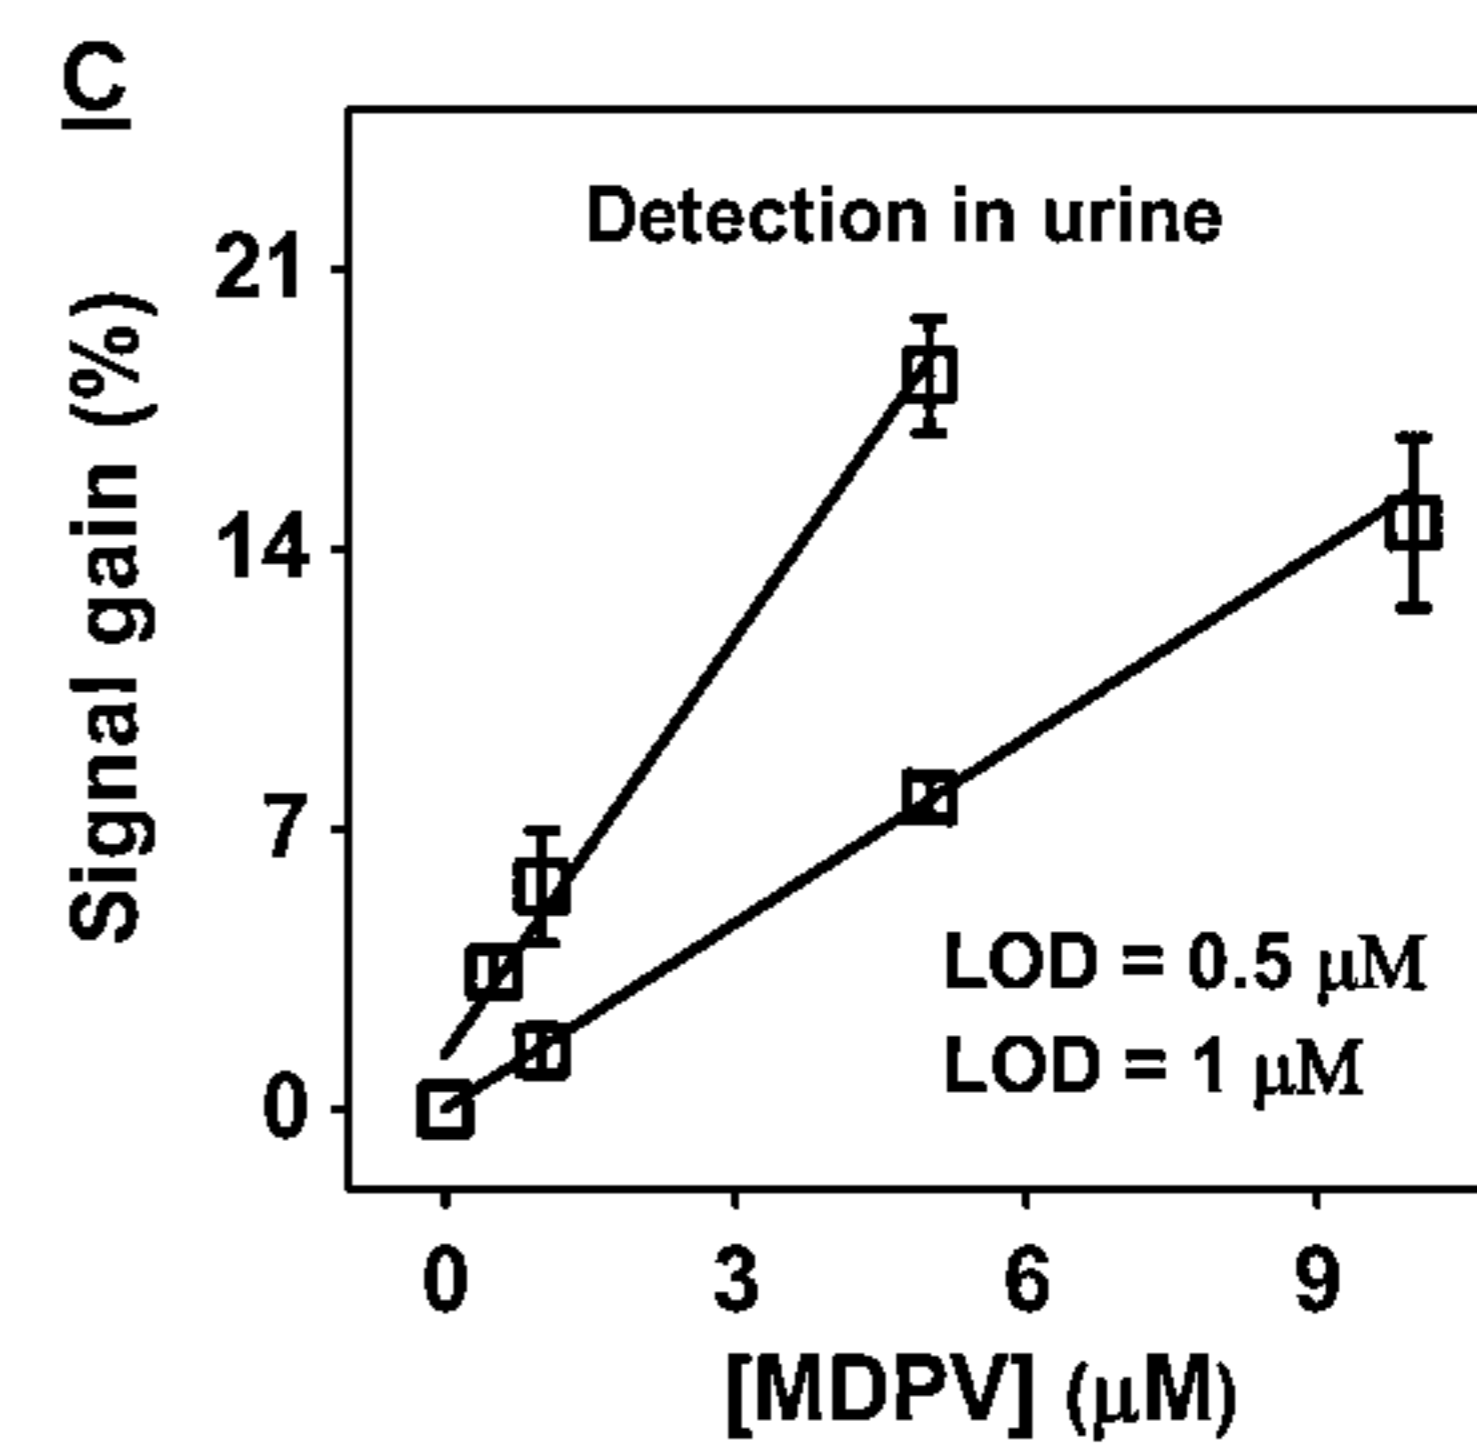 C
Detection in urine
21
14
7
0
Signal gain (%)
LOD = 0.5 μM
LOD = 1 μM
0 3 6 9
[MDPV] (μM)